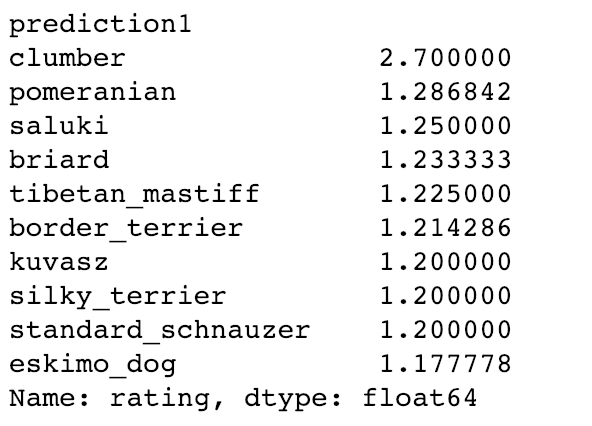 prediction1
clumber 2.700000
pomeranian 1.286842
saluki 1.250000
briard 1.233333
tibetan_mastiff 1.225000
border_terrier 1.214286
kuvasz 1.200000
silky_terrier 1.200000
standard_schnauzer 1.200000
eskimo_dog 1.177778
Name: rating, dtype: float64